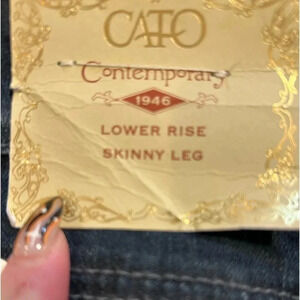 CATO
Contemporary
1946
LOWER RISE
SKINNY LEG